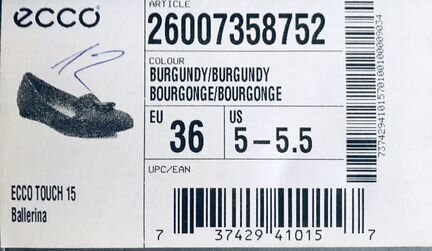 ecco
ARTICLE
26007358752
COLOUR
BURGUNDY/BURGUNDY
BOURGONGE/BOURGONGE
EU
36
US
5-5.5
UPC/EAN
ECCO TOUCH 15
Ballerina
7 37429 41015 7